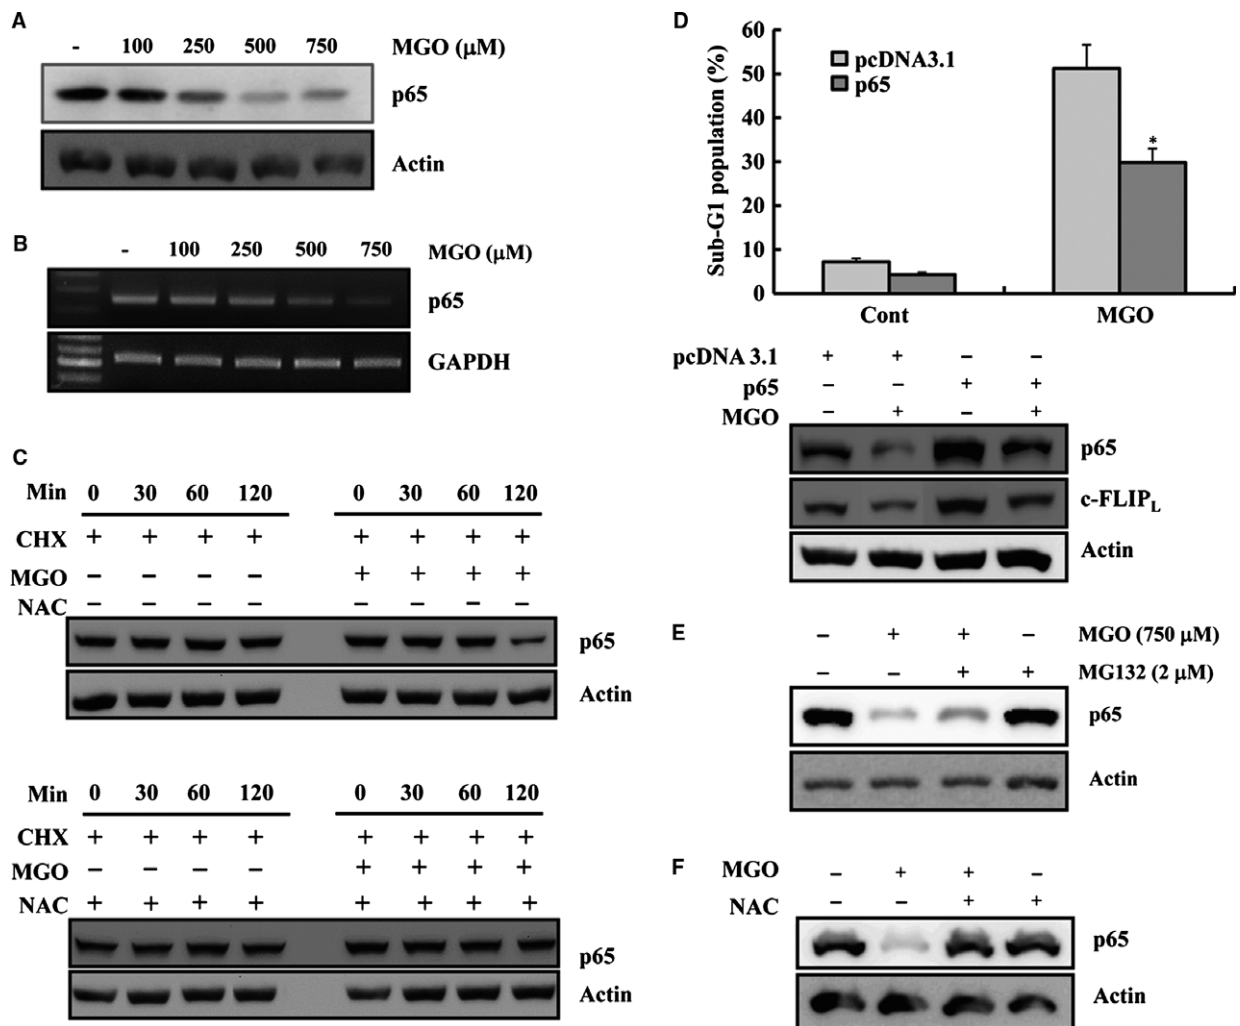 A
- 100 250 500 750 MGO (μM)
p65
Actin
B
- 100 250 500 750 MGO (μM)
p65
GAPDH
C
Min 0 30 60 120 0 30 60 120
CHX + + + + + + + +
MGO − − − − + + + +
NAC − − − − − − − −
p65
Actin
Min 0 30 60 120 0 30 60 120
CHX + + + + + + + +
MGO − − − − + + + +
NAC + + + + + + + +
p65
Actin
D
Sub-G1 population (%)
60
50
40
30
20
10
0
pcDNA3.1
p65
*
Cont MGO
pcDNA 3.1 + + − −
p65 − − + +
MGO − + − +
p65
c-FLIPL
Actin
E
− + + − MGO (750 μM)
− − + + MG132 (2 μM)
p65
Actin
F
MGO − + + −
NAC − − + +
p65
Actin